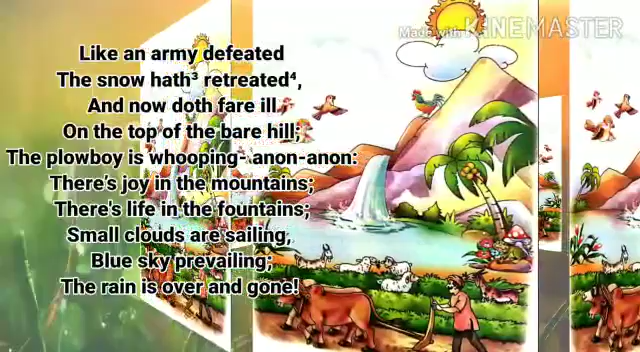 Made with KINEMASTER
Like an army defeated
The snow hath³ retreated⁴,
And now doth fare ill
On the top of the bare hill;
The plowboy is whooping- anon-anon:
There's joy in the mountains;
There's life in the fountains;
Small clouds are sailing,
Blue sky prevailing;
The rain is over and gone!